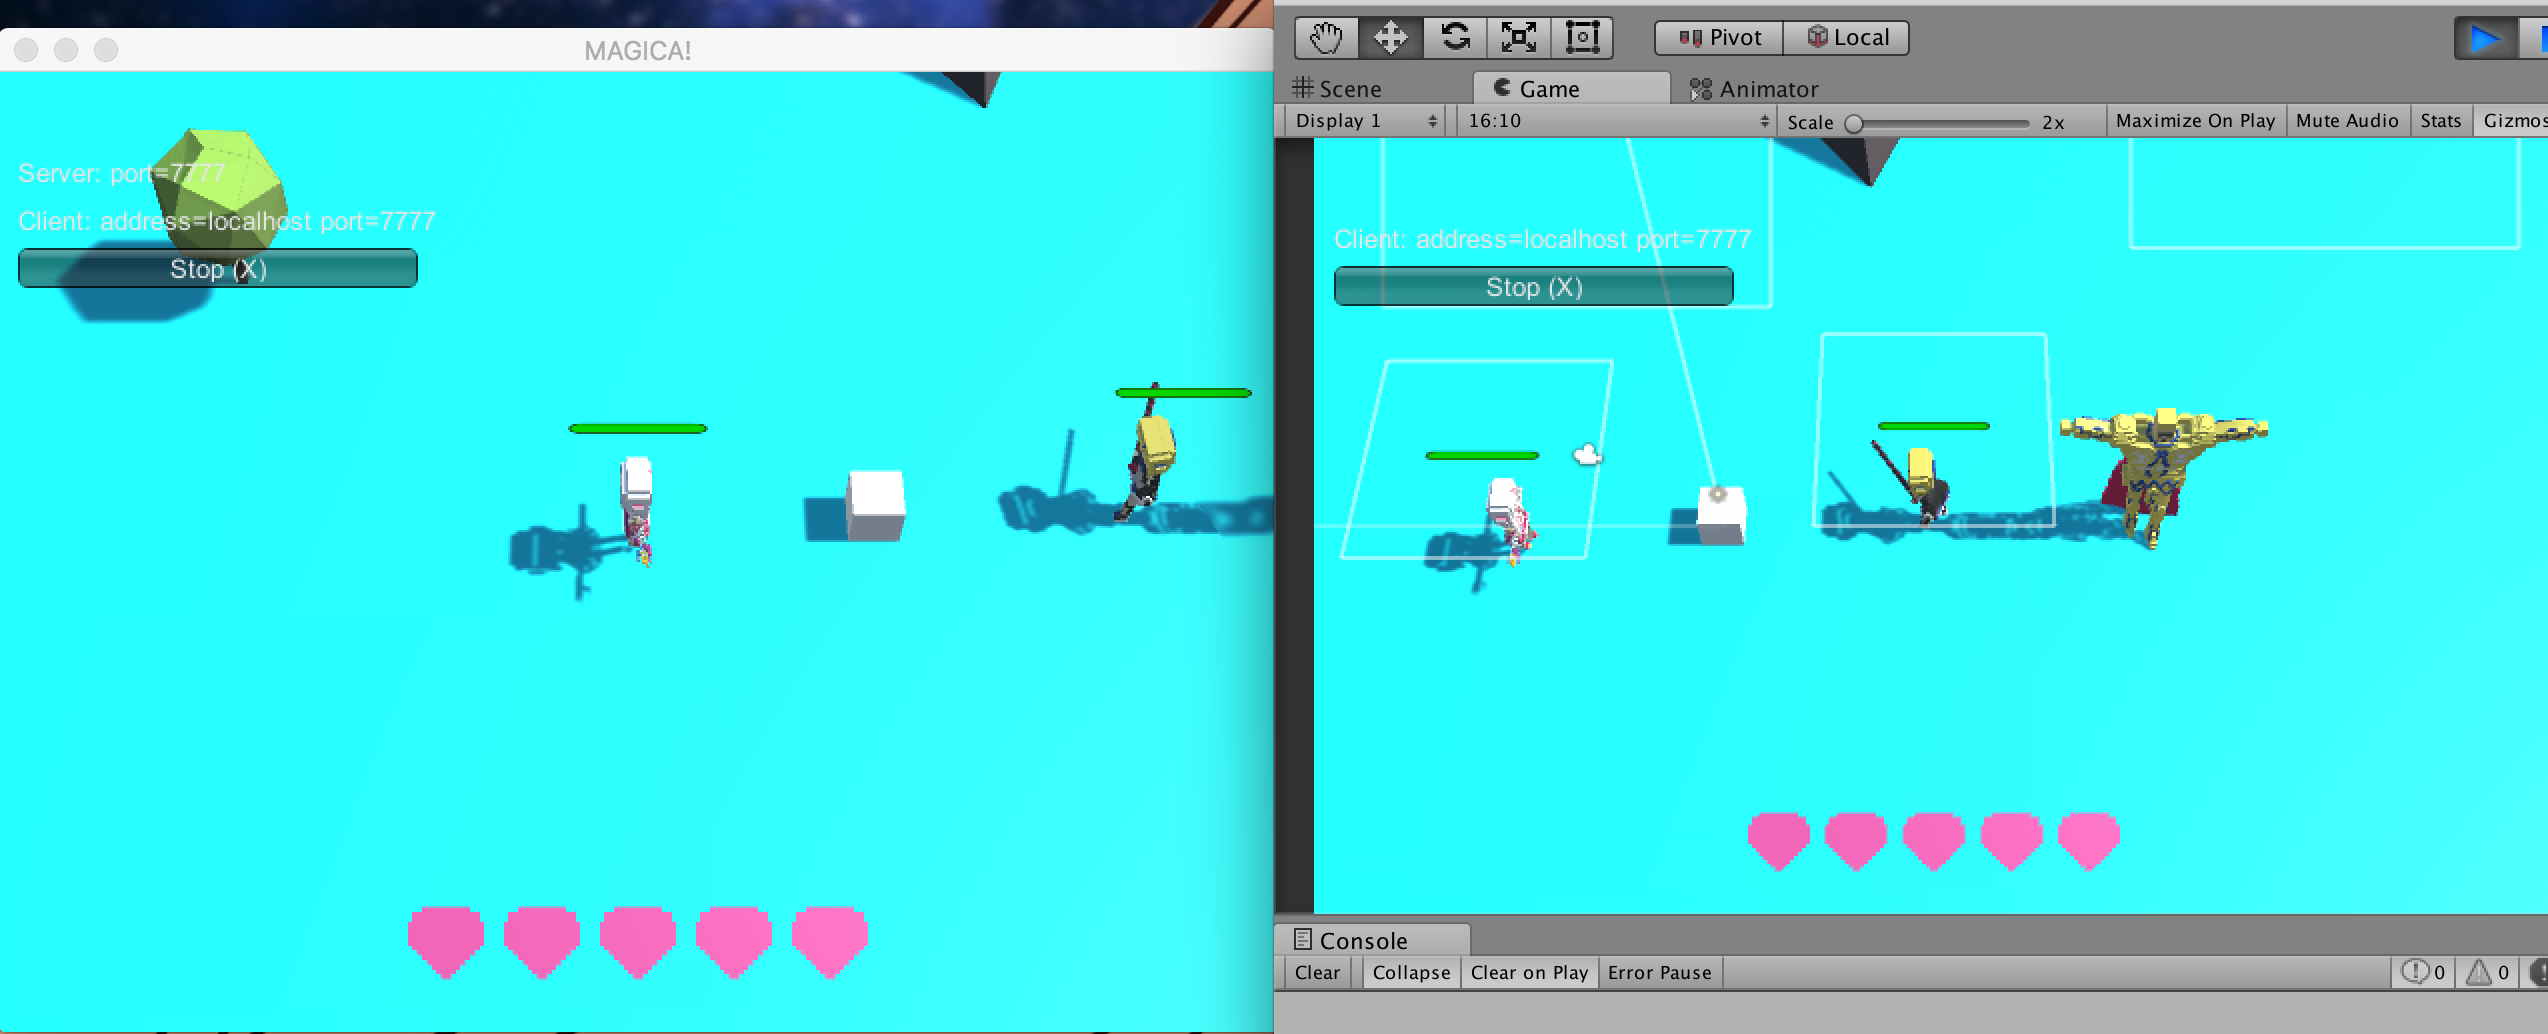 MAGICA!
Server: port=7777
Client: address=localhost port=7777
Stop (X)
Pivot
Local
Scene
Game
Animator
Display 1
16:10
Scale
2x
Maximize On Play
Mute Audio
Stats
Gizmos
Client: address=localhost port=7777
Stop (X)
Console
Clear
Collapse
Clear on Play
Error Pause
0
0